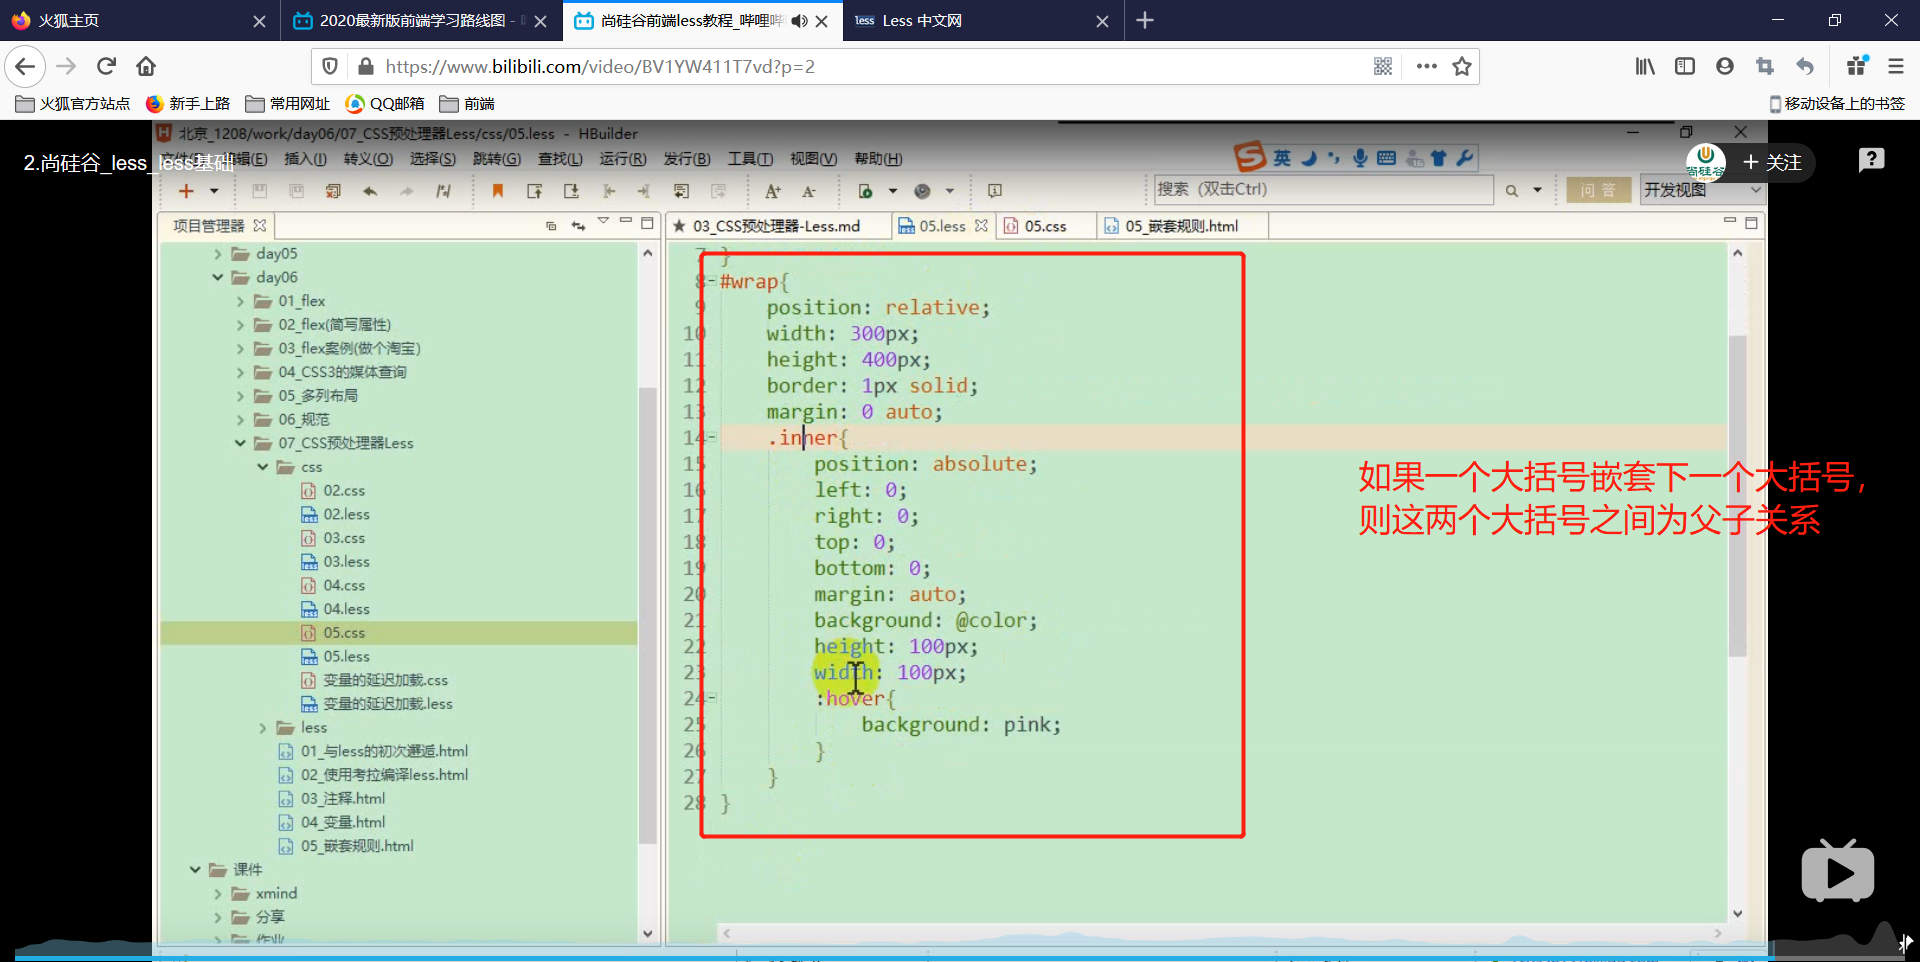 火狐主页
2020最新版前端学习路线图 -
尚硅谷前端less教程_哔哩哔
less Less 中文网
https://www.bilibili.com/video/BV1YW411T7vd?p=2
火狐官方站点
新手上路
常用网址
QQ邮箱
前端
移动设备上的书签
北京_1208/work/day06/07_CSS预处理器Less/css/05.less - HBuilder
2.尚硅谷_less_less基础
编辑(E) 插入(I) 转义(O) 选择(S) 跳转(G) 查找(L) 运行(R) 发行(B) 工具(T) 视图(V) 帮助(H)
英
尚硅谷
+ 关注
搜索 (双击Ctrl)
问答
开发视图
项目管理器
03_CSS预处理器-Less.md
05.less
05.css
05_嵌套规则.html
day05
day06
01_flex
02_flex(简写属性)
03_flex案例(做个淘宝)
04_CSS3的媒体查询
05_多列布局
06_规范
07_CSS预处理器Less
css
02.css
02.less
03.css
03.less
04.css
04.less
05.css
05.less
变量的延迟加载.css
变量的延迟加载.less
less
01_与less的初次邂逅.html
02_使用考拉编译less.html
03_注释.html
04_变量.html
05_嵌套规则.html
课件
xmind
分享
作业
7 }
8 #wrap{
9 position: relative;
10 width: 300px;
11 height: 400px;
12 border: 1px solid;
13 margin: 0 auto;
14 .inner{
15 position: absolute;
16 left: 0;
17 right: 0;
18 top: 0;
19 bottom: 0;
20 margin: auto;
21 background: @color;
22 height: 100px;
23 width: 100px;
24 :hover{
25 background: pink;
26 }
27 }
28 }
如果一个大括号嵌套下一个大括号，
则这两个大括号之间为父子关系